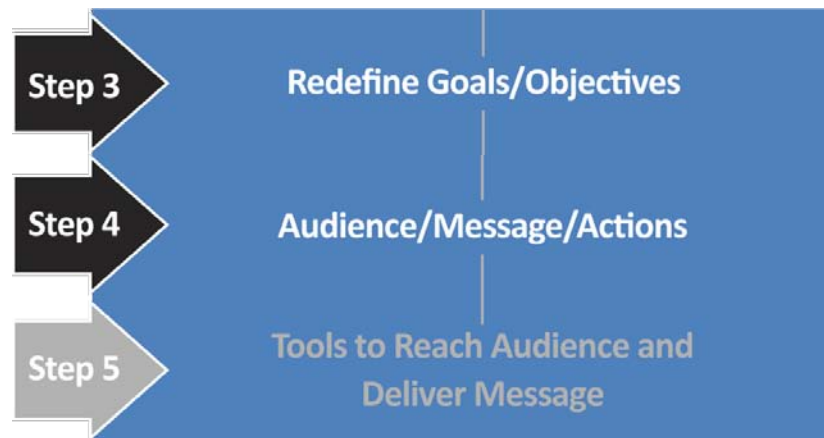 Step 3
Redefine Goals/Objectives
Step 4
Audience/Message/Actions
Step 5
Tools to Reach Audience and
Deliver Message